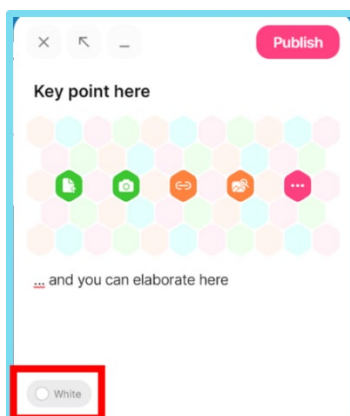 Publish
Key point here
... and you can elaborate here
White